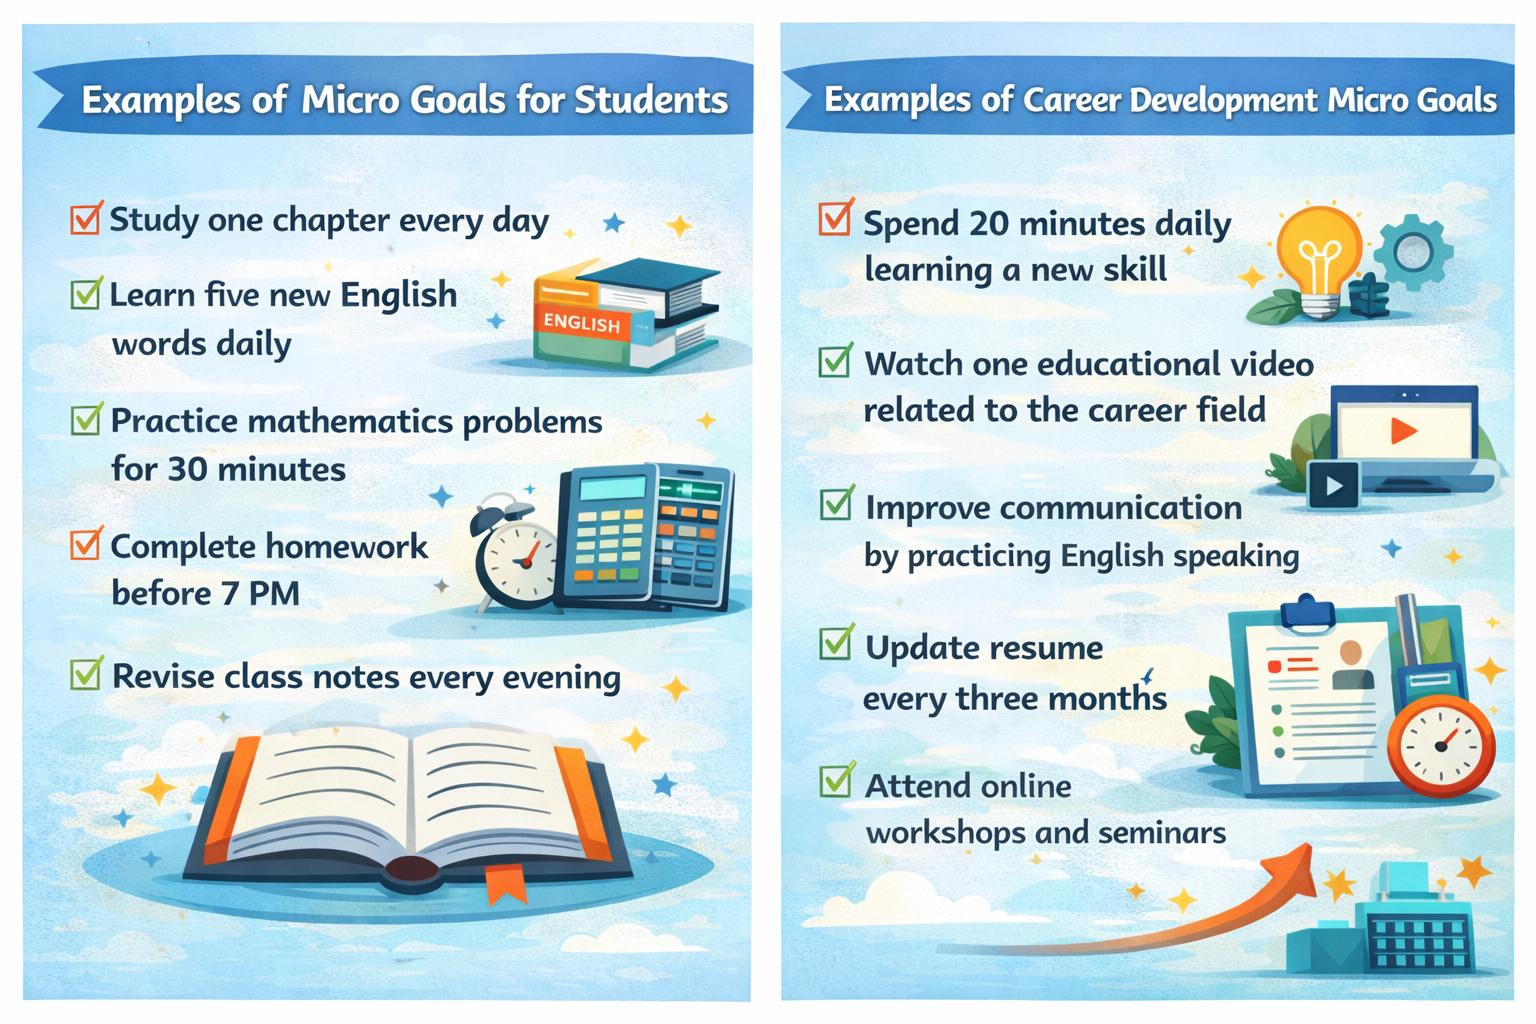 Examples of Micro Goals for Students
Study one chapter every day
Learn five new English
words daily
ENGLISH
Practice mathematics problems
for 30 minutes
Complete homework
before 7 PM
Revise class notes every evening
Examples of Career Development Micro Goals
Spend 20 minutes daily
learning a new skill
Watch one educational video
related to the career field
Improve communication
by practicing English speaking
Update resume
every three months
Attend online
workshops and seminars